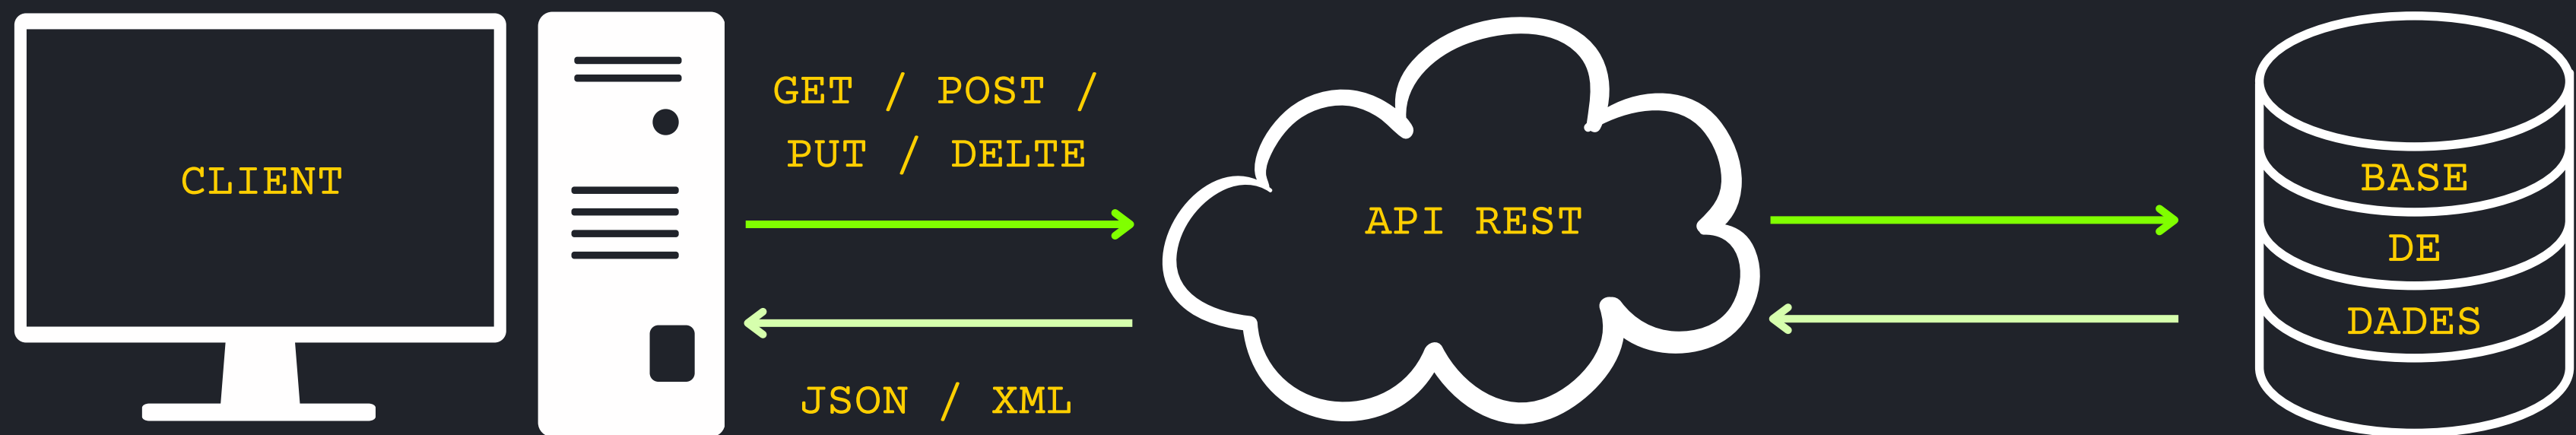 CLIENT
GET / POST /
PUT / DELTE
JSON / XML
API REST
BASE
DE
DADES